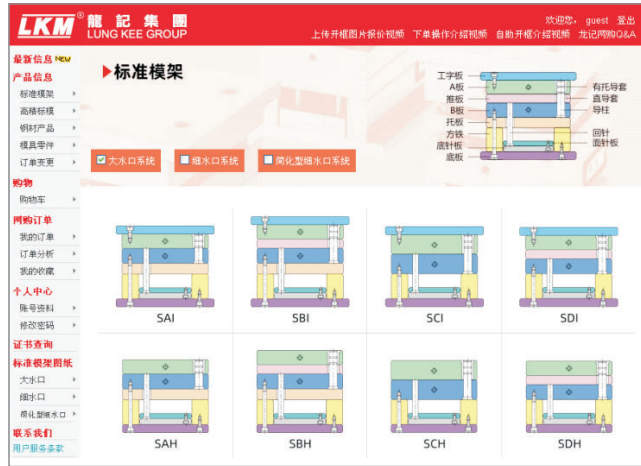 LKM® 龍記集團
LUNG KEE GROUP
欢迎您， guest 登出
上传开框图片报价视频 下单操作介绍视频 自助开框介绍视频 龙记网购Q&A
最新信息 NEW
产品信息
标准模架
高精标模
钢材产品
模具零件
订单变更
购物
购物车
网购订单
我的订单
订单分析
我的收藏
个人中心
账号资料
修改密码
证书查询
标准模架图纸
大水口
细水口
简化型细水口
联系我们
用户服务条款
标准模架
大水口系统 细水口系统 简化型细水口系统
工字板
A板
推板
B板
托板
方铁
底针板
底板
有托导套
直导套
导柱
回针
面针板
SAI SBI SCI SDI
SAH SBH SCH SDH